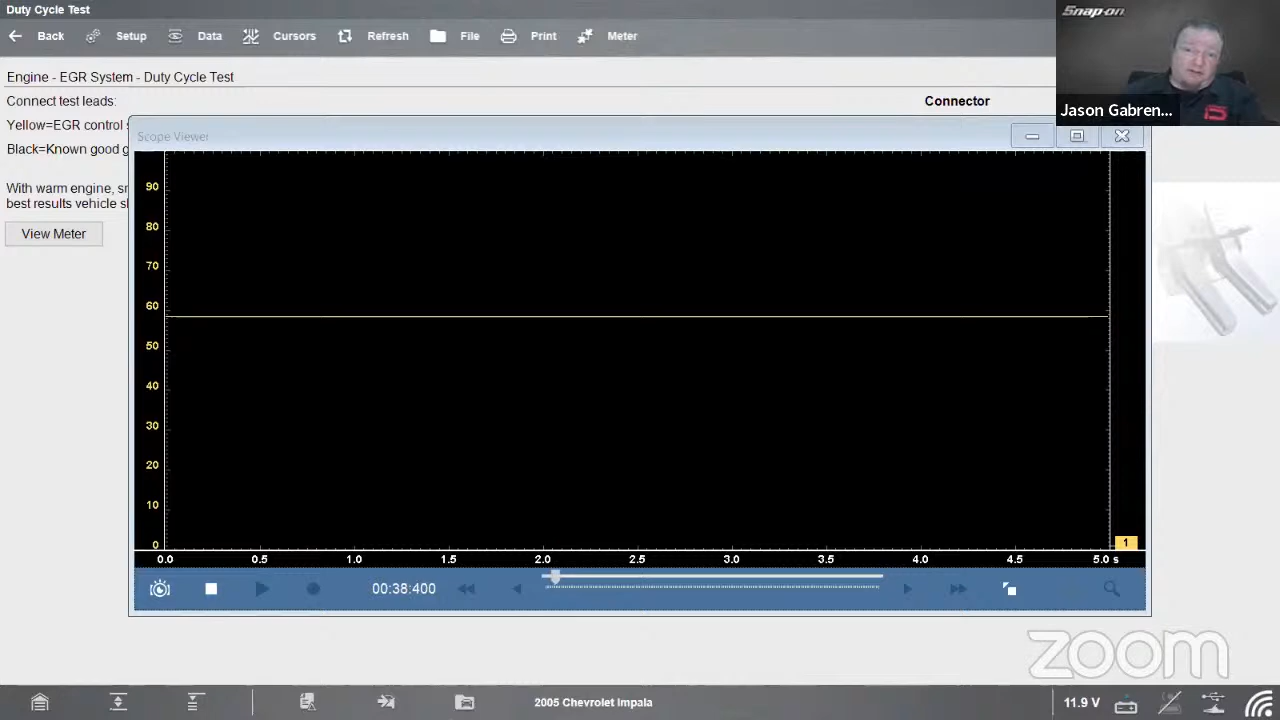 Duty Cycle Test
Back Setup Data Cursors Refresh File Print Meter
Snap-on
Jason Gabren...
Engine - EGR System - Duty Cycle Test
Connect test leads:
Connector
Yellow=EGR control
Black=Known good g
With warm engine, sn
best results vehicle sh
View Meter
Scope Viewer
90
80
70
60
50
40
30
20
10
0
0.0 0.5 1.0 1.5 2.0 2.5 3.0 3.5 4.0 4.5 5.0 s
1
00:38:400
zoom
2005 Chevrolet Impala
11.9 V